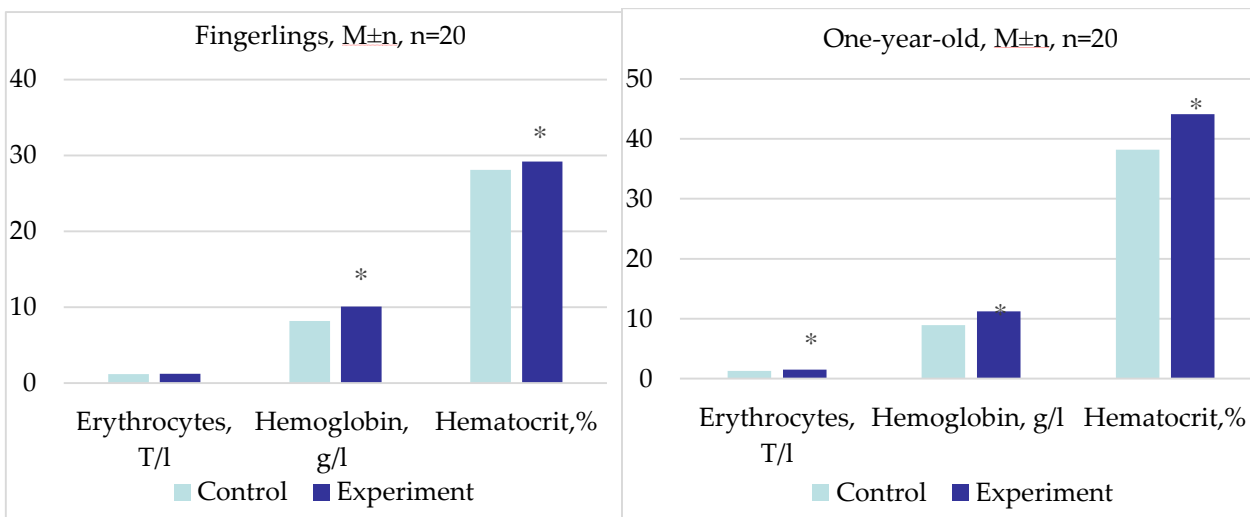 Fingerlings, M±n, n=20
40
30
20
10
0
*
*
Erythrocytes, T/l
Hemoglobin, g/l
Hematocrit,%
Control
Experiment
One-year-old, M±n, n=20
50
40
30
20
10
0
*
*
*
Erythrocytes, T/l
Hemoglobin, g/l
Hematocrit,%
Control
Experiment